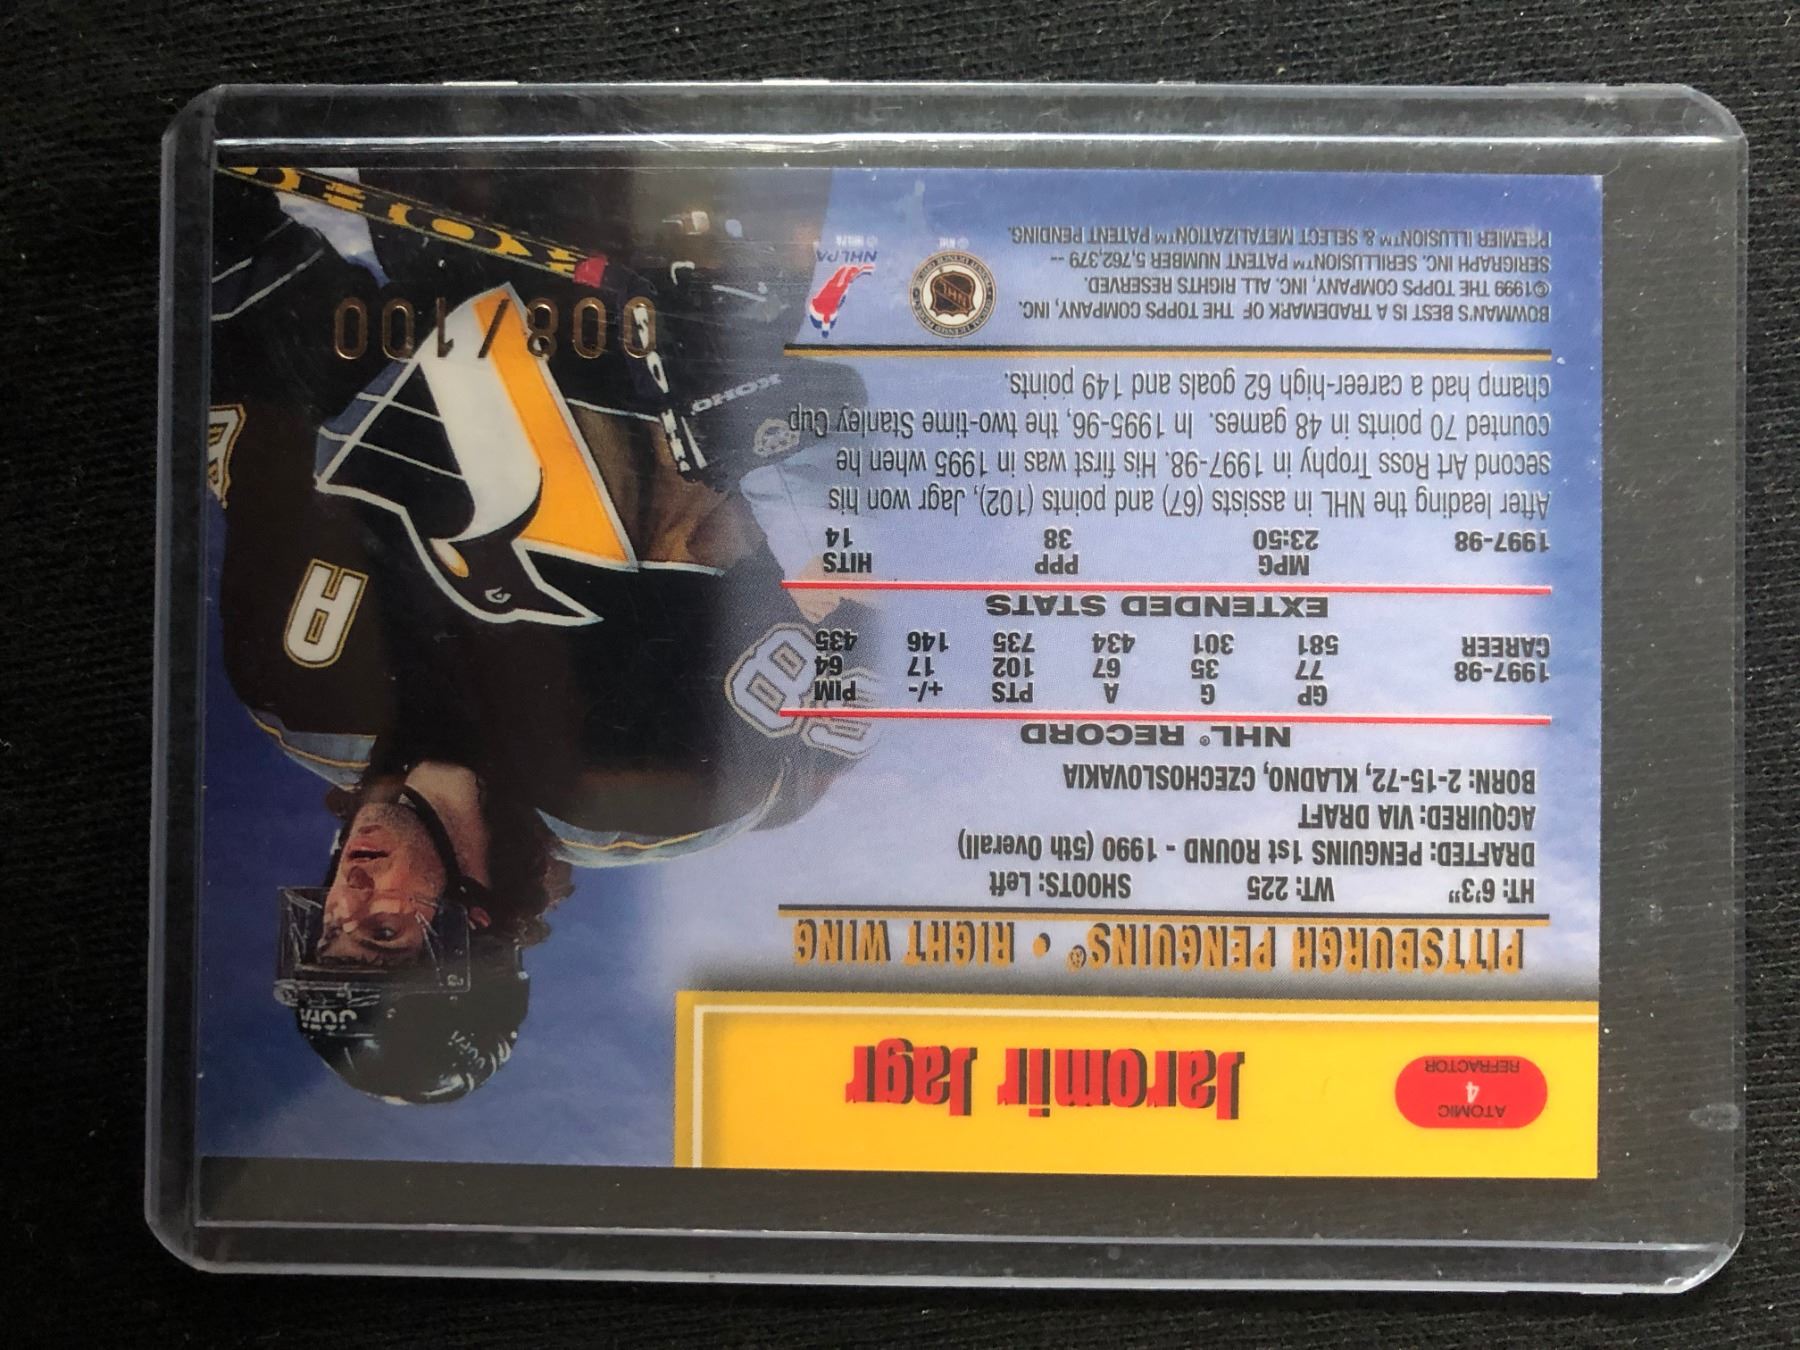 ATOMIC
4
REFRACTOR
Jaromir Jagr
PITTSBURGH PENGUINS® • RIGHT WING
HT: 6'3" WT: 225 SHOOTS: Left
DRAFTED: PENGUINS 1st ROUND - 1990 (5th Overall)
ACQUIRED: VIA DRAFT
BORN: 2-15-72, KLADNO, CZECHOSLOVAKIA
NHL® RECORD
GP G A PTS +/- PIM
1997-98 77 35 67 102 17 64
CAREER 581 301 434 735 146 435
EXTENDED STATS
MPG PPP HITS
1997-98 23:50 38 14
After leading the NHL in assists (67) and points (102), Jagr won his
second Art Ross Trophy in 1997-98. His first was in 1995 when he
counted 70 points in 48 games. In 1995-96, the two-time Stanley Cup
champ had a career-high 62 goals and 149 points.
BOWMAN'S BEST IS A TRADEMARK OF THE TOPPS COMPANY, INC.
©1999 THE TOPPS COMPANY, INC. ALL RIGHTS RESERVED.
SERIGRAPH INC. SERILLUSION™ PATENT NUMBER 5,762,379 --
PREMIER ILLUSION™ & SELECT METALIZATION™ PATENT PENDING.
NHL
© NHL
NHLPA
© NHLPA
008/100
KOHO
JOFA
A
8